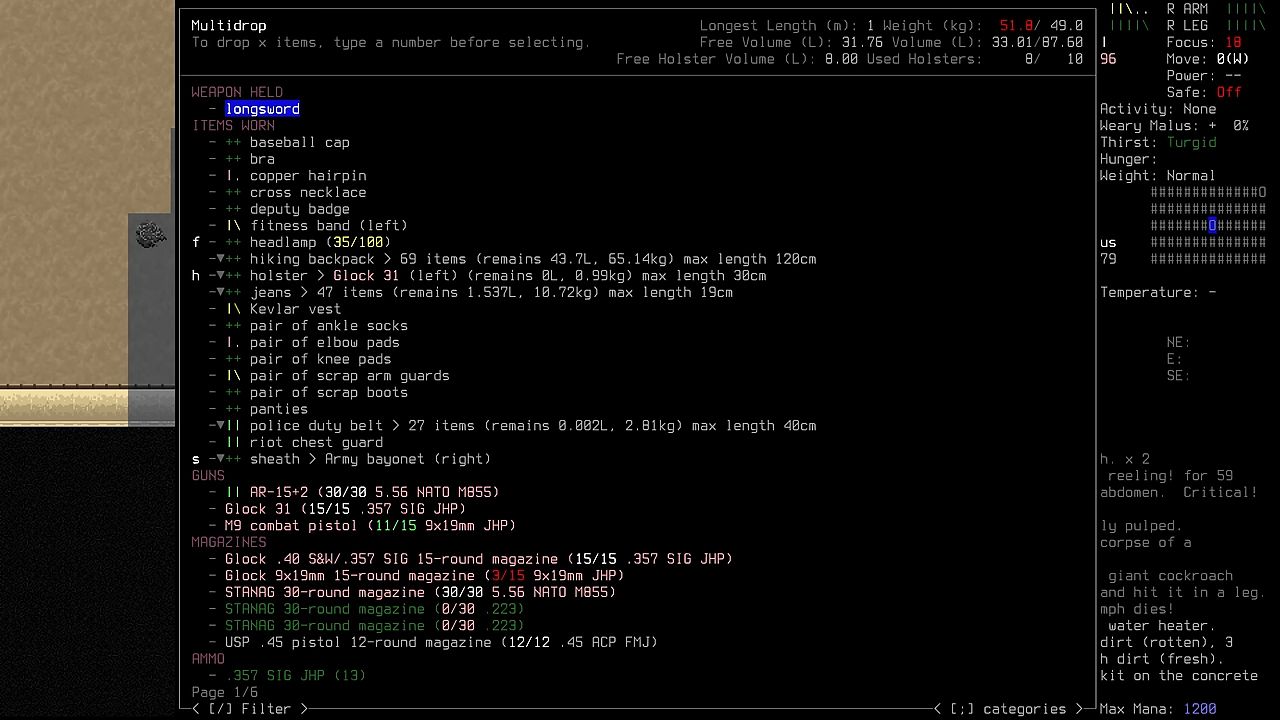 Multidrop
Longest Length (m): 1 Weight (kg): 51.8/ 49.0
To drop x items, type a number before selecting.
Free Volume (L): 31.76 Volume (L): 33.01/87.60
Free Holster Volume (L): 8.00 Used Holsters: 8/ 10
WEAPON HELD
- longsword
ITEMS WORN
- ++ baseball cap
- ++ bra
- |. copper hairpin
- ++ cross necklace
- ++ deputy badge
- |\ fitness band (left)
f - ++ headlamp (35/100)
-▼++ hiking backpack > 69 items (remains 43.7L, 65.14kg) max length 120cm
h -▼++ holster > Glock 31 (left) (remains 0L, 0.99kg) max length 30cm
-▼++ jeans > 47 items (remains 1.537L, 10.72kg) max length 19cm
- |\ Kevlar vest
- ++ pair of ankle socks
- |. pair of elbow pads
- ++ pair of knee pads
- |\ pair of scrap arm guards
- ++ pair of scrap boots
- ++ panties
-▼|| police duty belt > 27 items (remains 0.002L, 2.81kg) max length 40cm
- || riot chest guard
s -▼++ sheath > Army bayonet (right)
GUNS
- || AR-15+2 (30/30 5.56 NATO M855)
- Glock 31 (15/15 .357 SIG JHP)
- M9 combat pistol (11/15 9x19mm JHP)
MAGAZINES
- Glock .40 S&W/.357 SIG 15-round magazine (15/15 .357 SIG JHP)
- Glock 9x19mm 15-round magazine (3/15 9x19mm JHP)
- STANAG 30-round magazine (30/30 5.56 NATO M855)
- STANAG 30-round magazine (0/30 .223)
- STANAG 30-round magazine (0/30 .223)
- USP .45 pistol 12-round magazine (12/12 .45 ACP FMJ)
AMMO
- .357 SIG JHP (13)
Page 1/6
< [/] Filter >
< [;] categories >
||\.. R ARM ||||\
||||\ R LEG ||||\
| Focus: 18
96 Move: 0(W)
Power: --
Safe: Off
Activity: None
Weary Malus: + 0%
Thirst: Turgid
Hunger:
Weight: Normal
#############O
##############
#######O######
us ##############
79 ##############
Temperature: -
NE:
E:
SE:
h. x 2
reeling! for 59
abdomen. Critical!
ly pulped.
corpse of a
giant cockroach
and hit it in a leg.
mph dies!
water heater.
dirt (rotten), 3
h dirt (fresh).
kit on the concrete
Max Mana: 1200